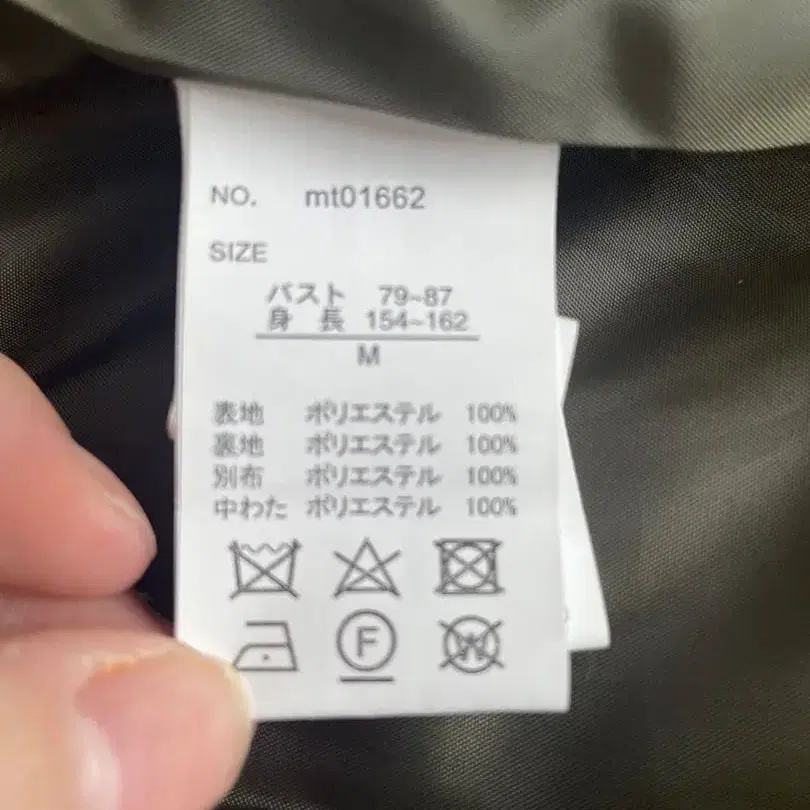 NO. mt01662
SIZE
バスト 79~87
身 長 154~162
M
表地 ポリエステル 100%
裏地 ポリエステル 100%
別布 ポリエステル 100%
中わた ポリエステル 100%
F
W